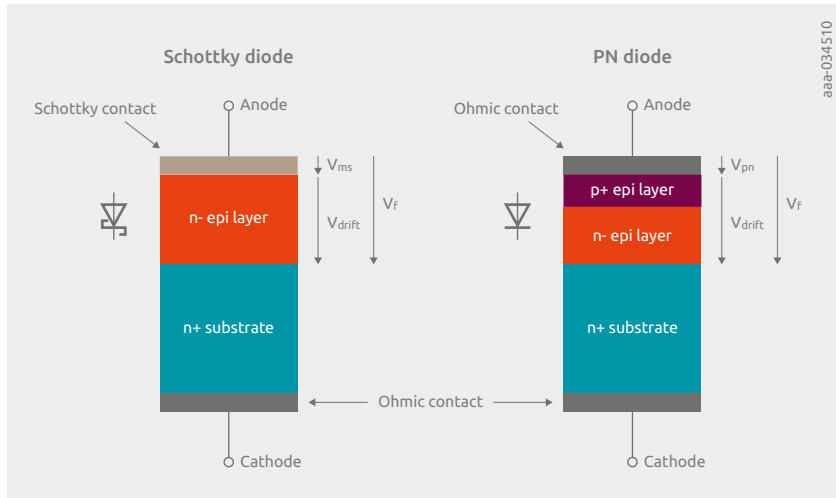 aaa-034510
Schottky diode
Schottky contact
Anode
Vms
Vf
n- epi layer
Vdrift
n+ substrate
Cathode
Ohmic contact
PN diode
Ohmic contact
Anode
Vpn
p+ epi layer
Vf
Vdrift
n- epi layer
n+ substrate
Cathode